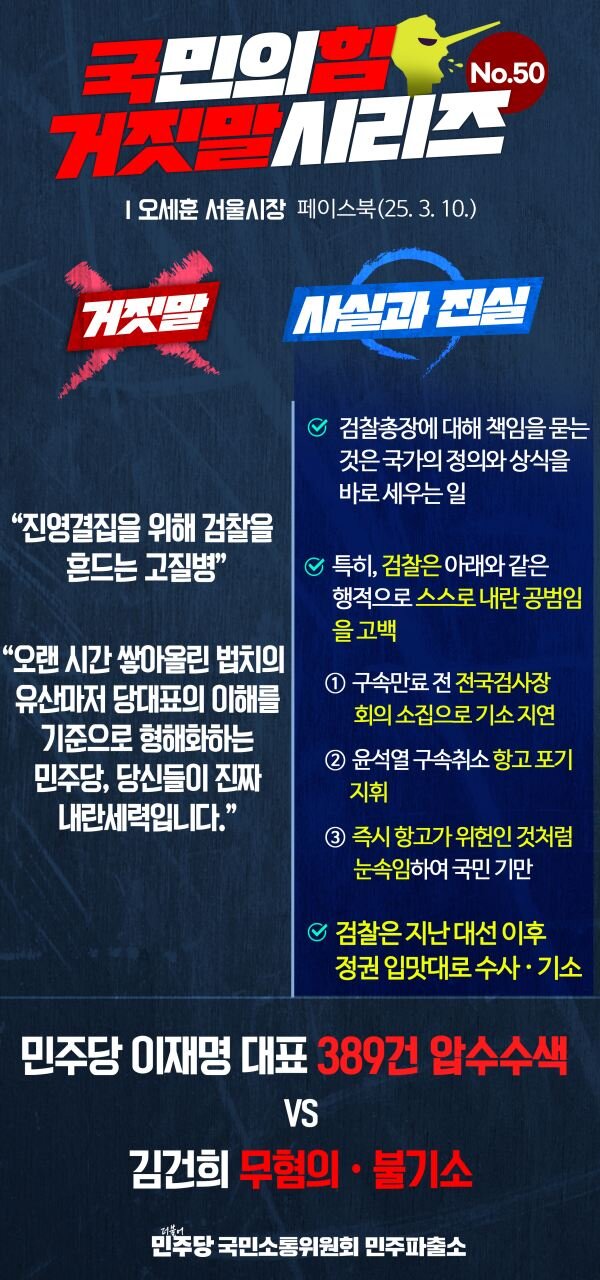 국민의힘
거짓말시리즈
No.50
I 오세훈 서울시장 페이스북(25. 3. 10.)
거짓말
“진영결집을 위해 검찰을
흔드는 고질병”
“오랜 시간 쌓아올린 법치의
유산마저 당대표의 이해를
기준으로 형해화하는
민주당, 당신들이 진짜
내란세력입니다.”
사실과 진실
검찰총장에 대해 책임을 묻는
것은 국가의 정의와 상식을
바로 세우는 일
특히, 검찰은 아래와 같은
행적으로 스스로 내란 공범임
을 고백
① 구속만료 전 전국검사장
회의 소집으로 기소 지연
② 윤석열 구속취소 항고 포기
지휘
③ 즉시 항고가 위헌인 것처럼
눈속임하여 국민 기만
검찰은 지난 대선 이후
정권 입맛대로 수사·기소
민주당 이재명 대표 389건 압수수색
VS
김건희 무혐의·불기소
더불어
민주당 국민소통위원회 민주파출소